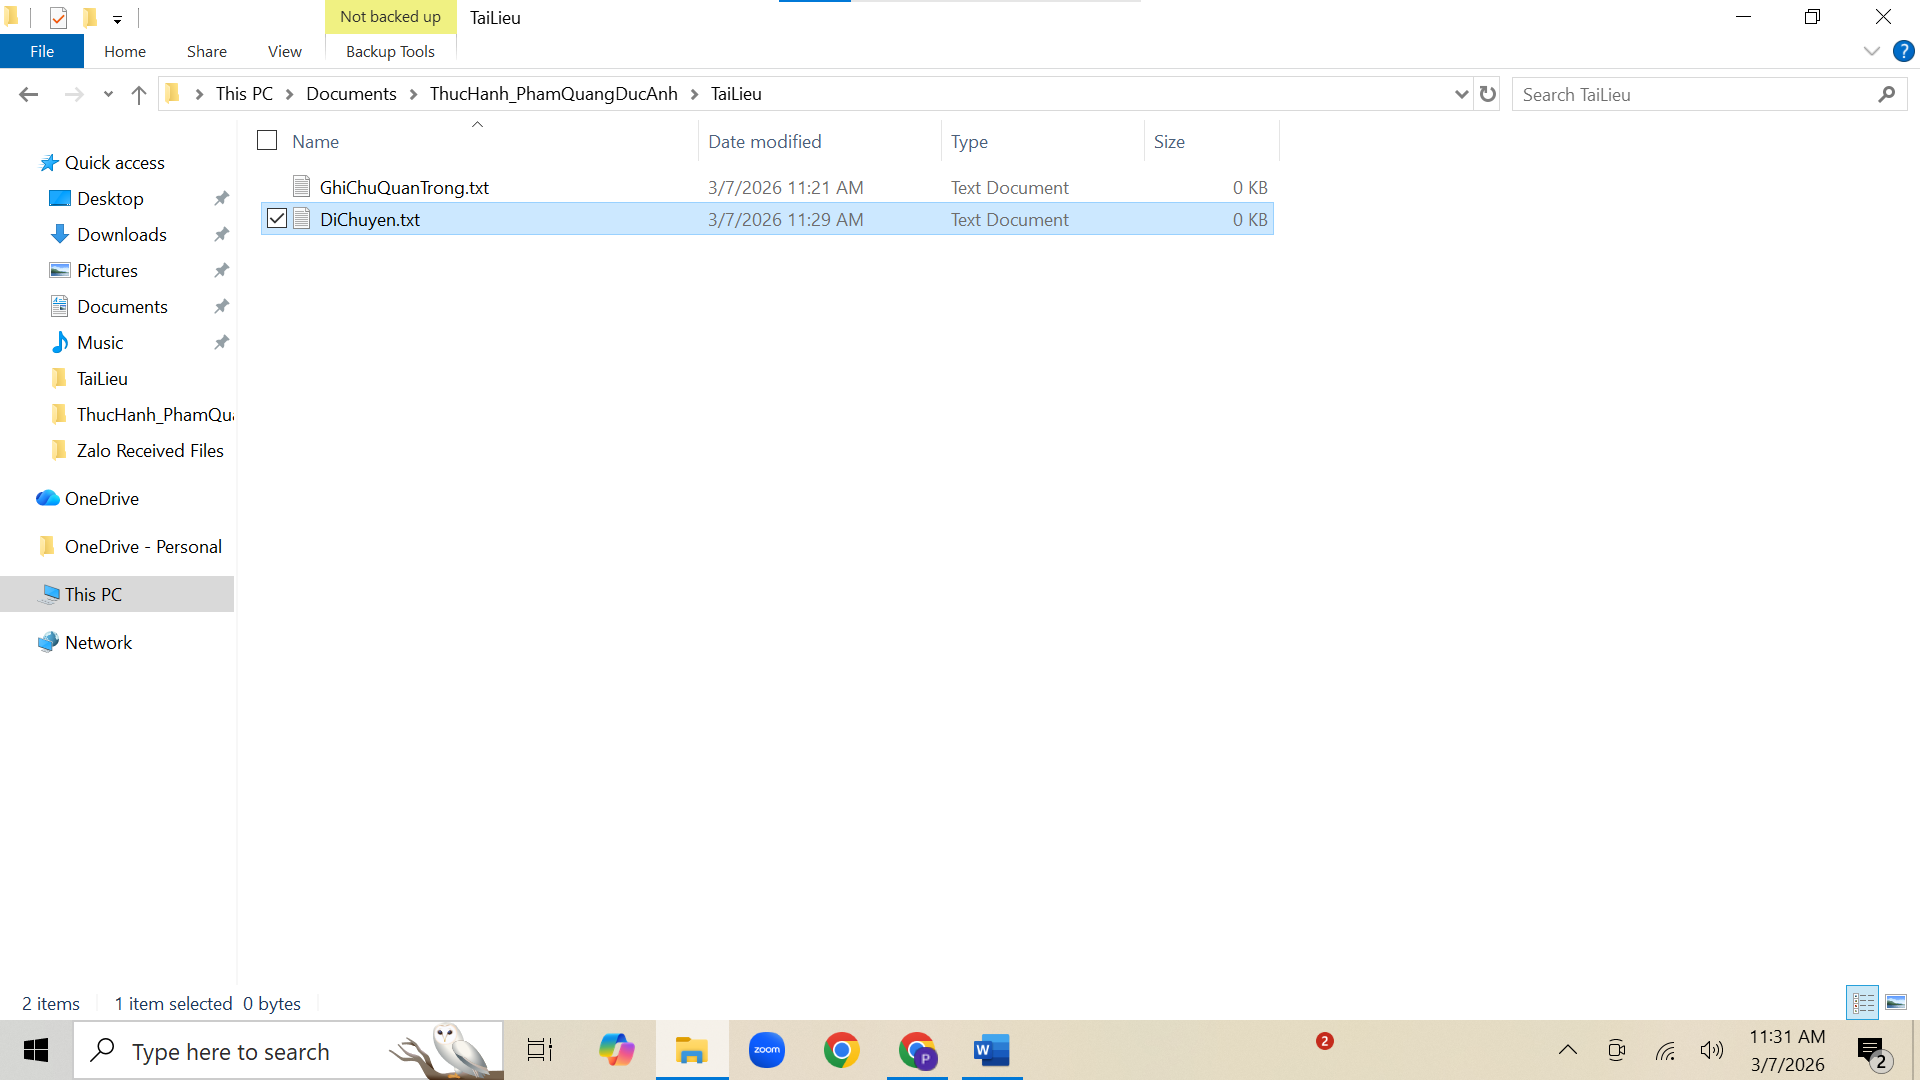 Not backed up
TaiLieu
File
Home
Share
View
Backup Tools
?
This PC
Documents
ThucHanh_PhamQuangDucAnh
TaiLieu
Search TaiLieu
Name
Date modified
Type
Size
GhiChuQuanTrong.txt
3/7/2026 11:21 AM
Text Document
0 KB
DiChuyen.txt
3/7/2026 11:29 AM
Text Document
0 KB
Quick access
Desktop
Downloads
Pictures
Documents
Music
TaiLieu
ThucHanh_PhamQua
Zalo Received Files
OneDrive
OneDrive - Personal
This PC
Network
2 items
1 item selected 0 bytes
Type here to search
zoom
P
W
2
11:31 AM
3/7/2026
2